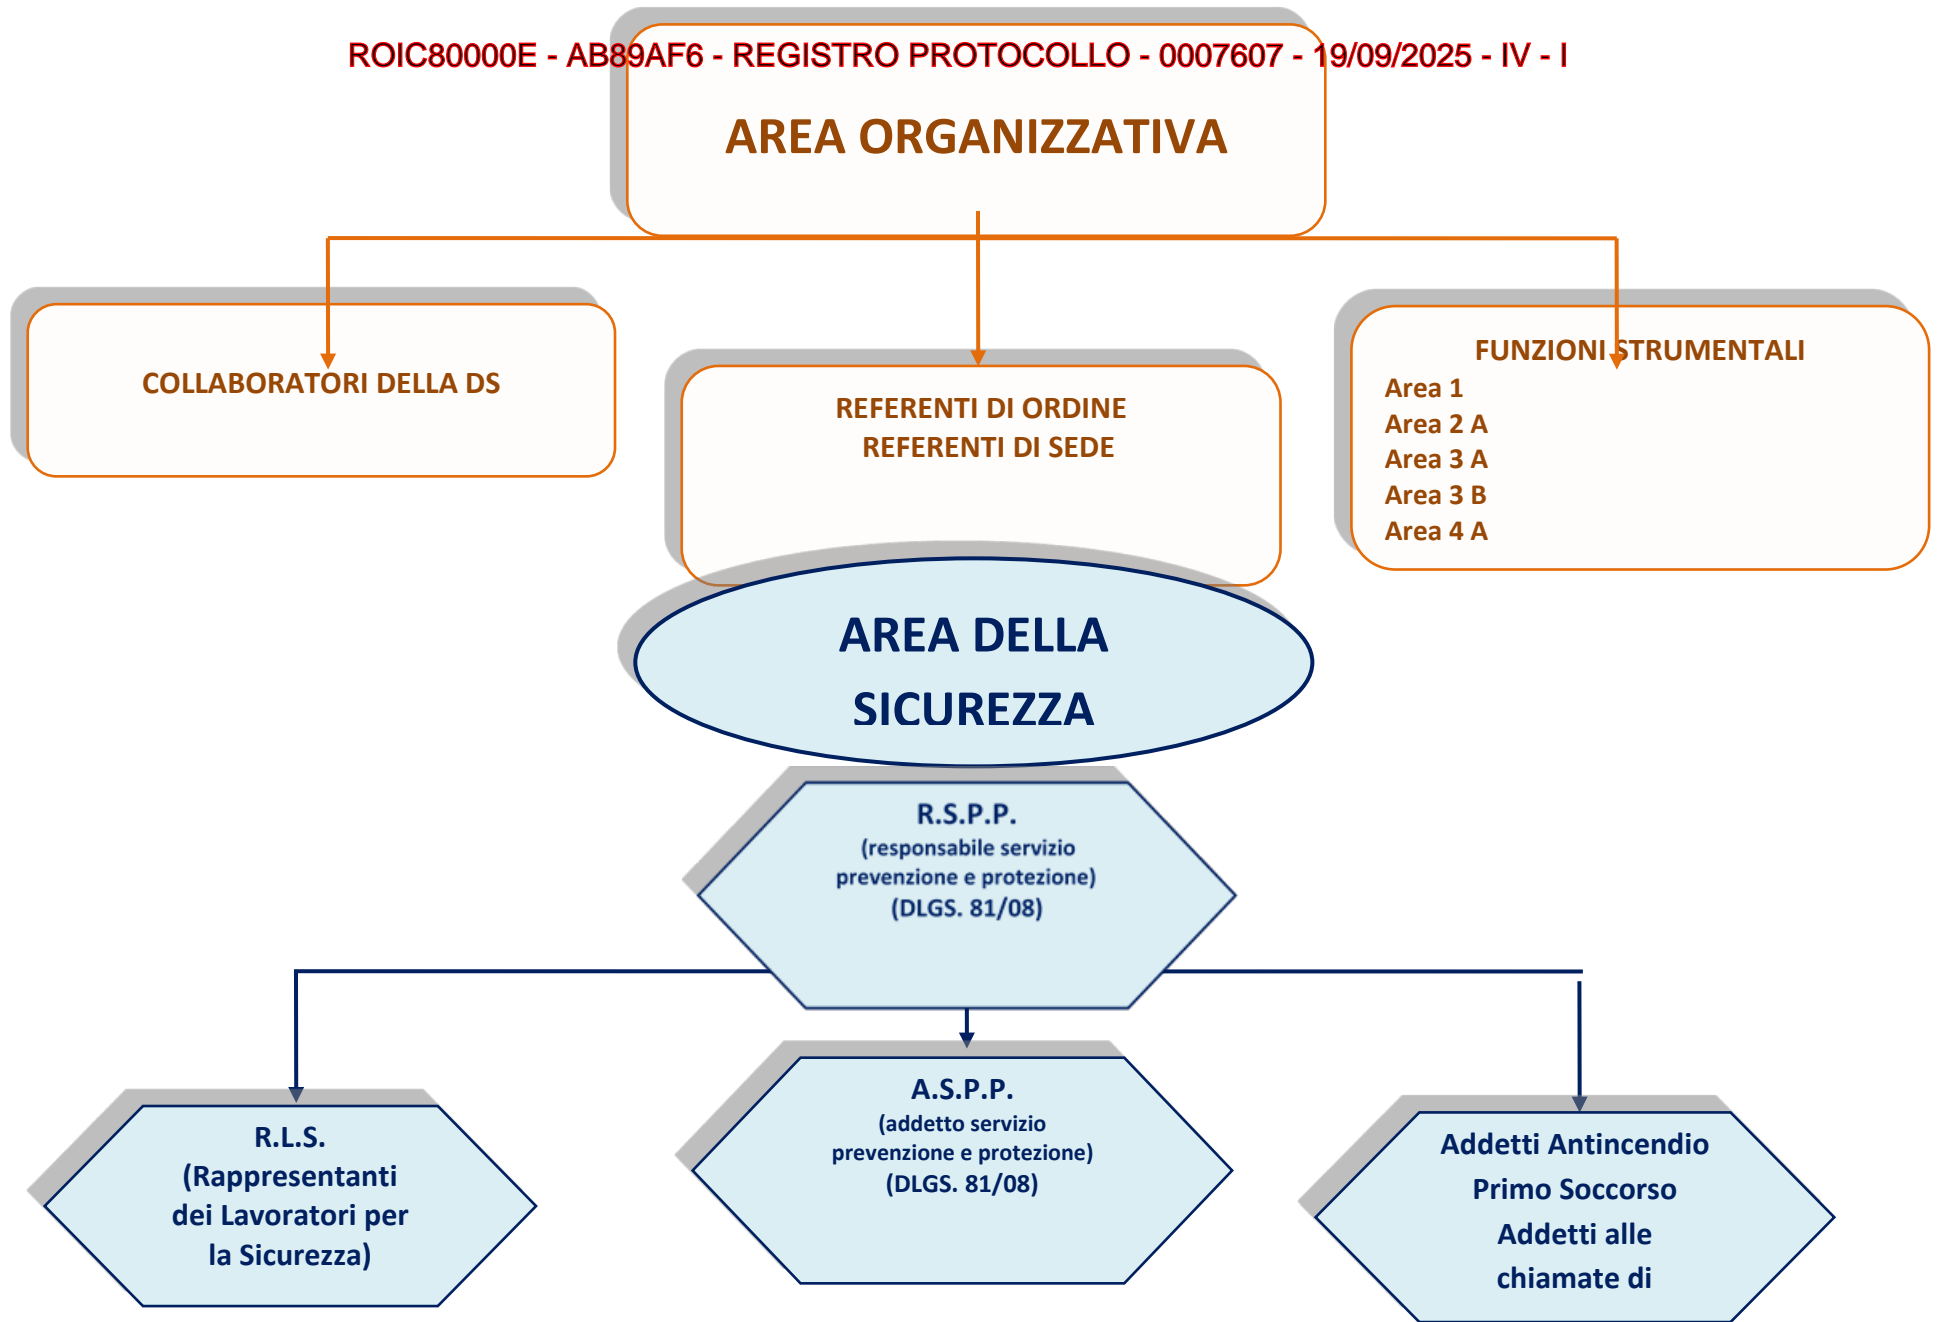 ROIC80000E - AB89AF6 - REGISTRO PROTOCOLLO - 0007607 - 19/09/2025 - IV - I
AREA ORGANIZZATIVA
COLLABORATORI DELLA DS
REFERENTI DI ORDINE
REFERENTI DI SEDE
FUNZIONI STRUMENTALI
Area 1
Area 2 A
Area 3 A
Area 3 B
Area 4 A
AREA DELLA
SICUREZZA
R.S.P.P.
(responsabile servizio
prevenzione e protezione)
(DLGS. 81/08)
R.L.S.
(Rappresentanti
dei Lavoratori per
la Sicurezza)
A.S.P.P.
(addetto servizio
prevenzione e protezione)
(DLGS. 81/08)
Addetti Antincendio
Primo Soccorso
Addetti alle
chiamate di